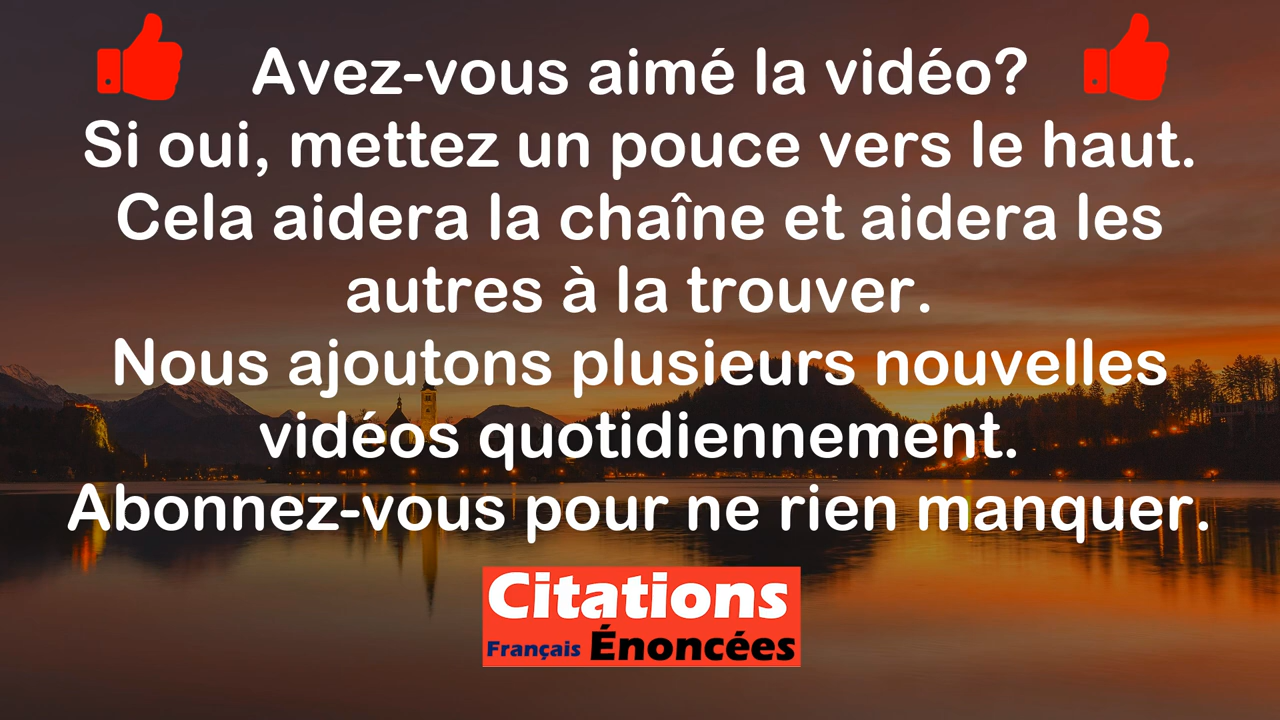 Avez-vous aimé la vidéo?
Si oui, mettez un pouce vers le haut.
Cela aidera la chaîne et aidera les
autres à la trouver.
Nous ajoutons plusieurs nouvelles
vidéos quotidiennement.
Abonnez-vous pour ne rien manquer.
Citations
Français Énoncées